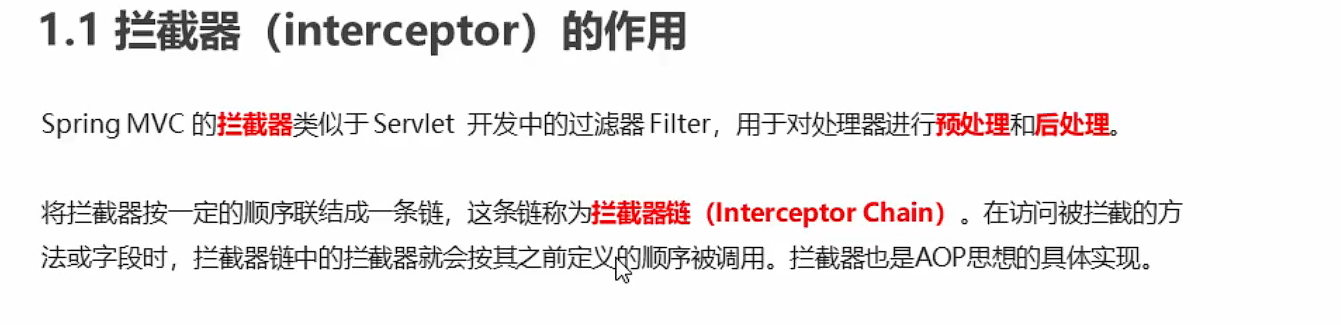 1.1 拦截器（interceptor）的作用
Spring MVC 的拦截器类似于 Servlet 开发中的过滤器 Filter，用于对处理器进行预处理和后处理。
将拦截器按一定的顺序联结成一条链，这条链称为拦截器链（Interceptor Chain）。在访问被拦截的方
法或字段时，拦截器链中的拦截器就会按其之前定义的顺序被调用。拦截器也是AOP思想的具体实现。